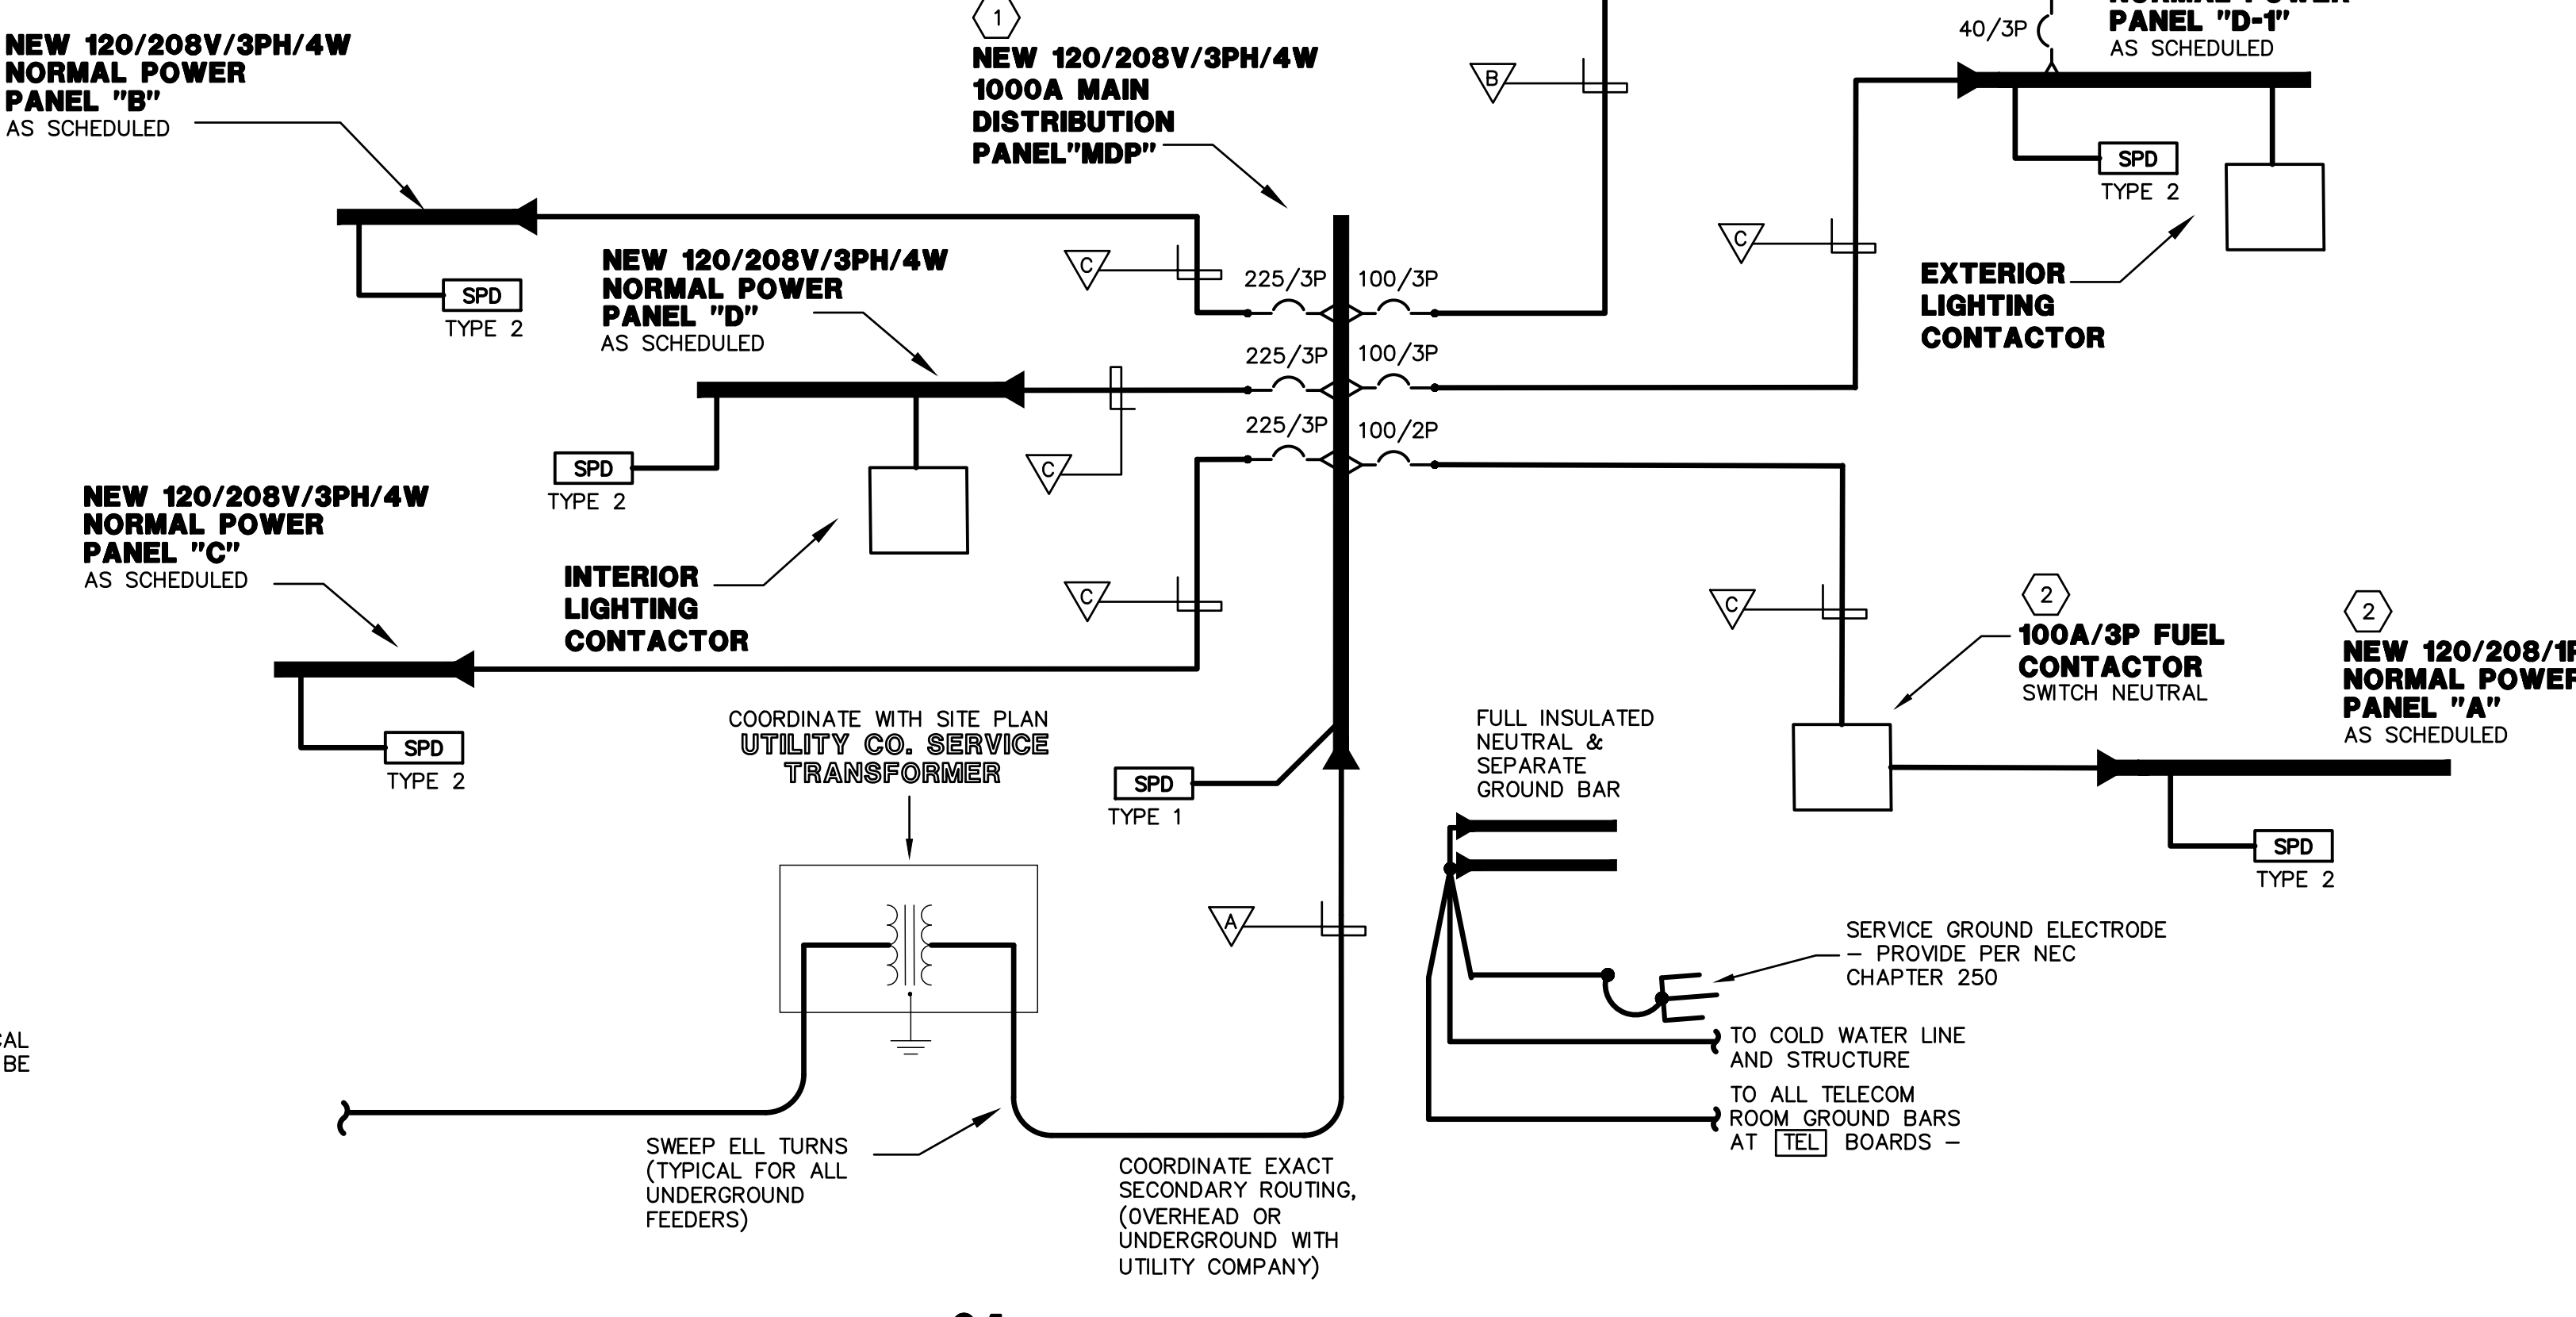 NEW 120/208V/3PH/4W
NORMAL POWER
PANEL "B"
AS SCHEDULED
SPD
TYPE 2
1
NEW 120/208V/3PH/4W
1000A MAIN
DISTRIBUTION
PANEL"MDP"
B
40/3P
PANEL "D-1"
AS SCHEDULED
SPD
TYPE 2
EXTERIOR
LIGHTING
CONTACTOR
C
NEW 120/208V/3PH/4W
NORMAL POWER
PANEL "D"
AS SCHEDULED
C
225/3P
100/3P
225/3P
100/3P
225/3P
100/2P
SPD
TYPE 2
C
INTERIOR
LIGHTING
CONTACTOR
C
NEW 120/208V/3PH/4W
NORMAL POWER
PANEL "C"
AS SCHEDULED
SPD
TYPE 2
C
2
100A/3P FUEL
CONTACTOR
SWITCH NEUTRAL
2
NEW 120/208/1P
NORMAL POWER
PANEL "A"
AS SCHEDULED
SPD
TYPE 2
COORDINATE WITH SITE PLAN
UTILITY CO. SERVICE
TRANSFORMER
SPD
TYPE 1
FULL INSULATED
NEUTRAL &
SEPARATE
GROUND BAR
A
SERVICE GROUND ELECTRODE
– PROVIDE PER NEC
CHAPTER 250
TO COLD WATER LINE
AND STRUCTURE
TO ALL TELECOM
ROOM GROUND BARS
AT TEL BOARDS –
BE
SWEEP ELL TURNS
(TYPICAL FOR ALL
UNDERGROUND
FEEDERS)
COORDINATE EXACT
SECONDARY ROUTING,
(OVERHEAD OR
UNDERGROUND WITH
UTILITY COMPANY)